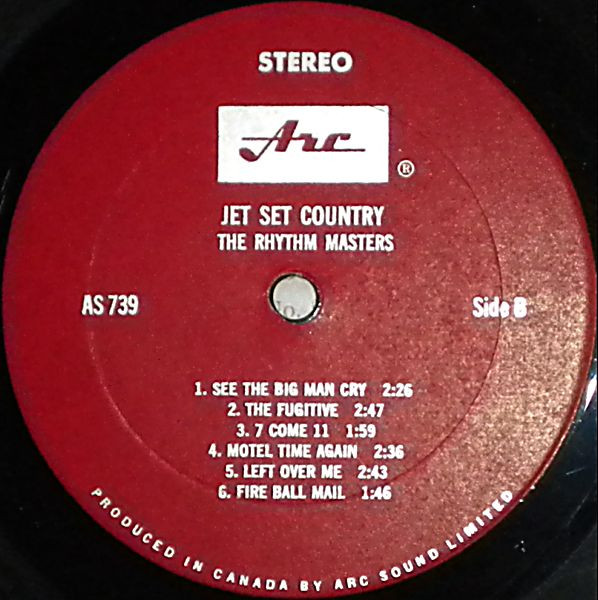 STEREO
Arc
®
JET SET COUNTRY
THE RHYTHM MASTERS
AS 739
Side B
1. SEE THE BIG MAN CRY 2:26
2. THE FUGITIVE 2:47
3. 7 COME 11 1:59
4. MOTEL TIME AGAIN 2:36
5. LEFT OVER ME 2:43
6. FIRE BALL MAIL 1:46
PRODUCED IN CANADA BY ARC SOUND LIMITED